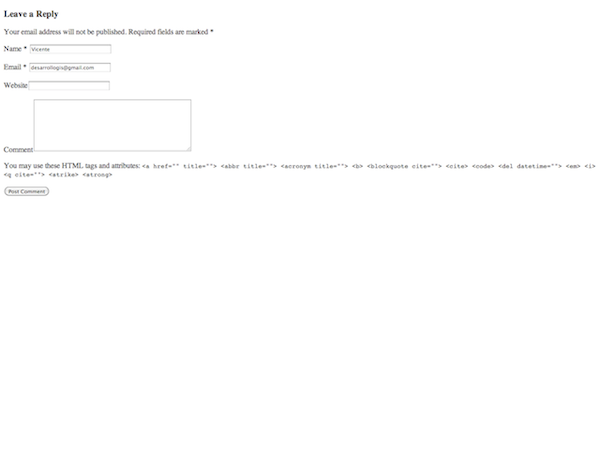 Leave a Reply
Your email address will not be published. Required fields are marked *
Name * Vicente
Email * desarrollogis@gmail.com
Website
Comment
You may use these HTML tags and attributes: <a href="" title=""> <abbr title=""> <acronym title=""> <b> <blockquote cite=""> <cite> <code> <del datetime=""> <em> <i>
<q cite=""> <strike> <strong>
Post Comment